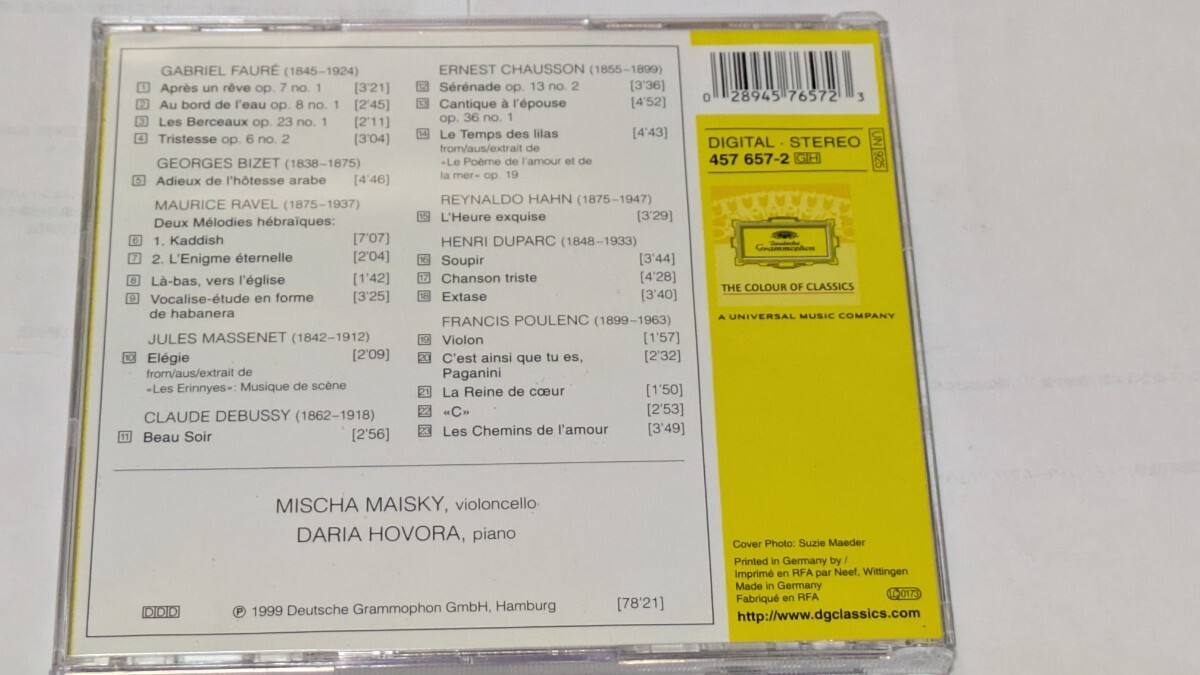 GABRIEL FAURÉ (1845–1924)
1 Après un rêve op. 7 no. 1 [3'21]
2 Au bord de l'eau op. 8 no. 1 [2'45]
3 Les Berceaux op. 23 no. 1 [2'11]
4 Tristesse op. 6 no. 2 [3'04]
GEORGES BIZET (1838–1875)
5 Adieux de l'hôtesse arabe [4'46]
MAURICE RAVEL (1875–1937)
Deux Mélodies hébraïques:
6 1. Kaddish [7'07]
7 2. L'Enigme éternelle [2'04]
8 Là-bas, vers l'église [1'42]
9 Vocalise-étude en forme [3'25]
de habanera
JULES MASSENET (1842–1912)
10 Elégie [2'09]
from/aus/extrait de
«Les Erinnyes»: Musique de scène
CLAUDE DEBUSSY (1862–1918)
11 Beau Soir [2'56]
ERNEST CHAUSSON (1855–1899)
12 Sérénade op. 13 no. 2 [3'36]
13 Cantique à l'épouse [4'52]
op. 36 no. 1
14 Le Temps des lilas [4'43]
from/aus/extrait de
«Le Poème de l'amour et de
la mer» op. 19
REYNALDO HAHN (1875–1947)
15 L'Heure exquise [3'29]
HENRI DUPARC (1848–1933)
16 Soupir [3'44]
17 Chanson triste [4'28]
18 Extase [3'40]
FRANCIS POULENC (1899–1963)
19 Violon [1'57]
20 C'est ainsi que tu es, [2'32]
Paganini
21 La Reine de cœur [1'50]
22 «C» [2'53]
23 Les Chemins de l'amour [3'49]
MISCHA MAISKY, violoncello
DARIA HOVORA, piano
DDD
℗ 1999 Deutsche Grammophon GmbH, Hamburg [78'21]
0 28945 76572 3
DIGITAL · STEREO
457 657-2 GH
UN 925
Deutsche
Grammophon
THE COLOUR OF CLASSICS
A UNIVERSAL MUSIC COMPANY
Cover Photo: Suzie Maeder
Printed in Germany by /
Imprimé en RFA par Neef, Wittingen
Made in Germany
Fabriqué en RFA
LC 0173
http://www.dgclassics.com